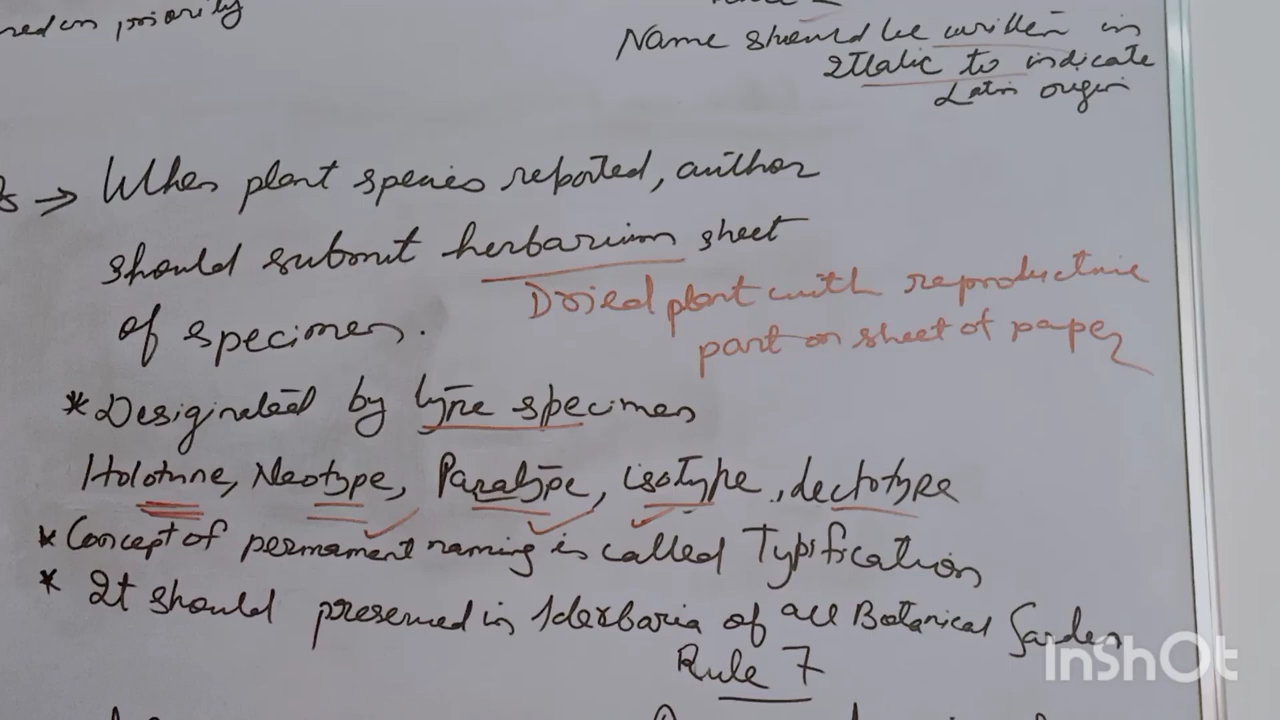 priority
Name should be written in
Italic to indicate
Latin origin
→ When plant species reported, author
should submit herbarium sheet
of specimen.
Dried plant with reproductive
part on sheet of paper
* Designated by type specimen
Holotype, Neotype, Paratype, isotype, Lectotype
* Concept of permanent naming is called Typification
* It should preserved in Herbaria of all Botanical Garden
Rule 7
InShOt